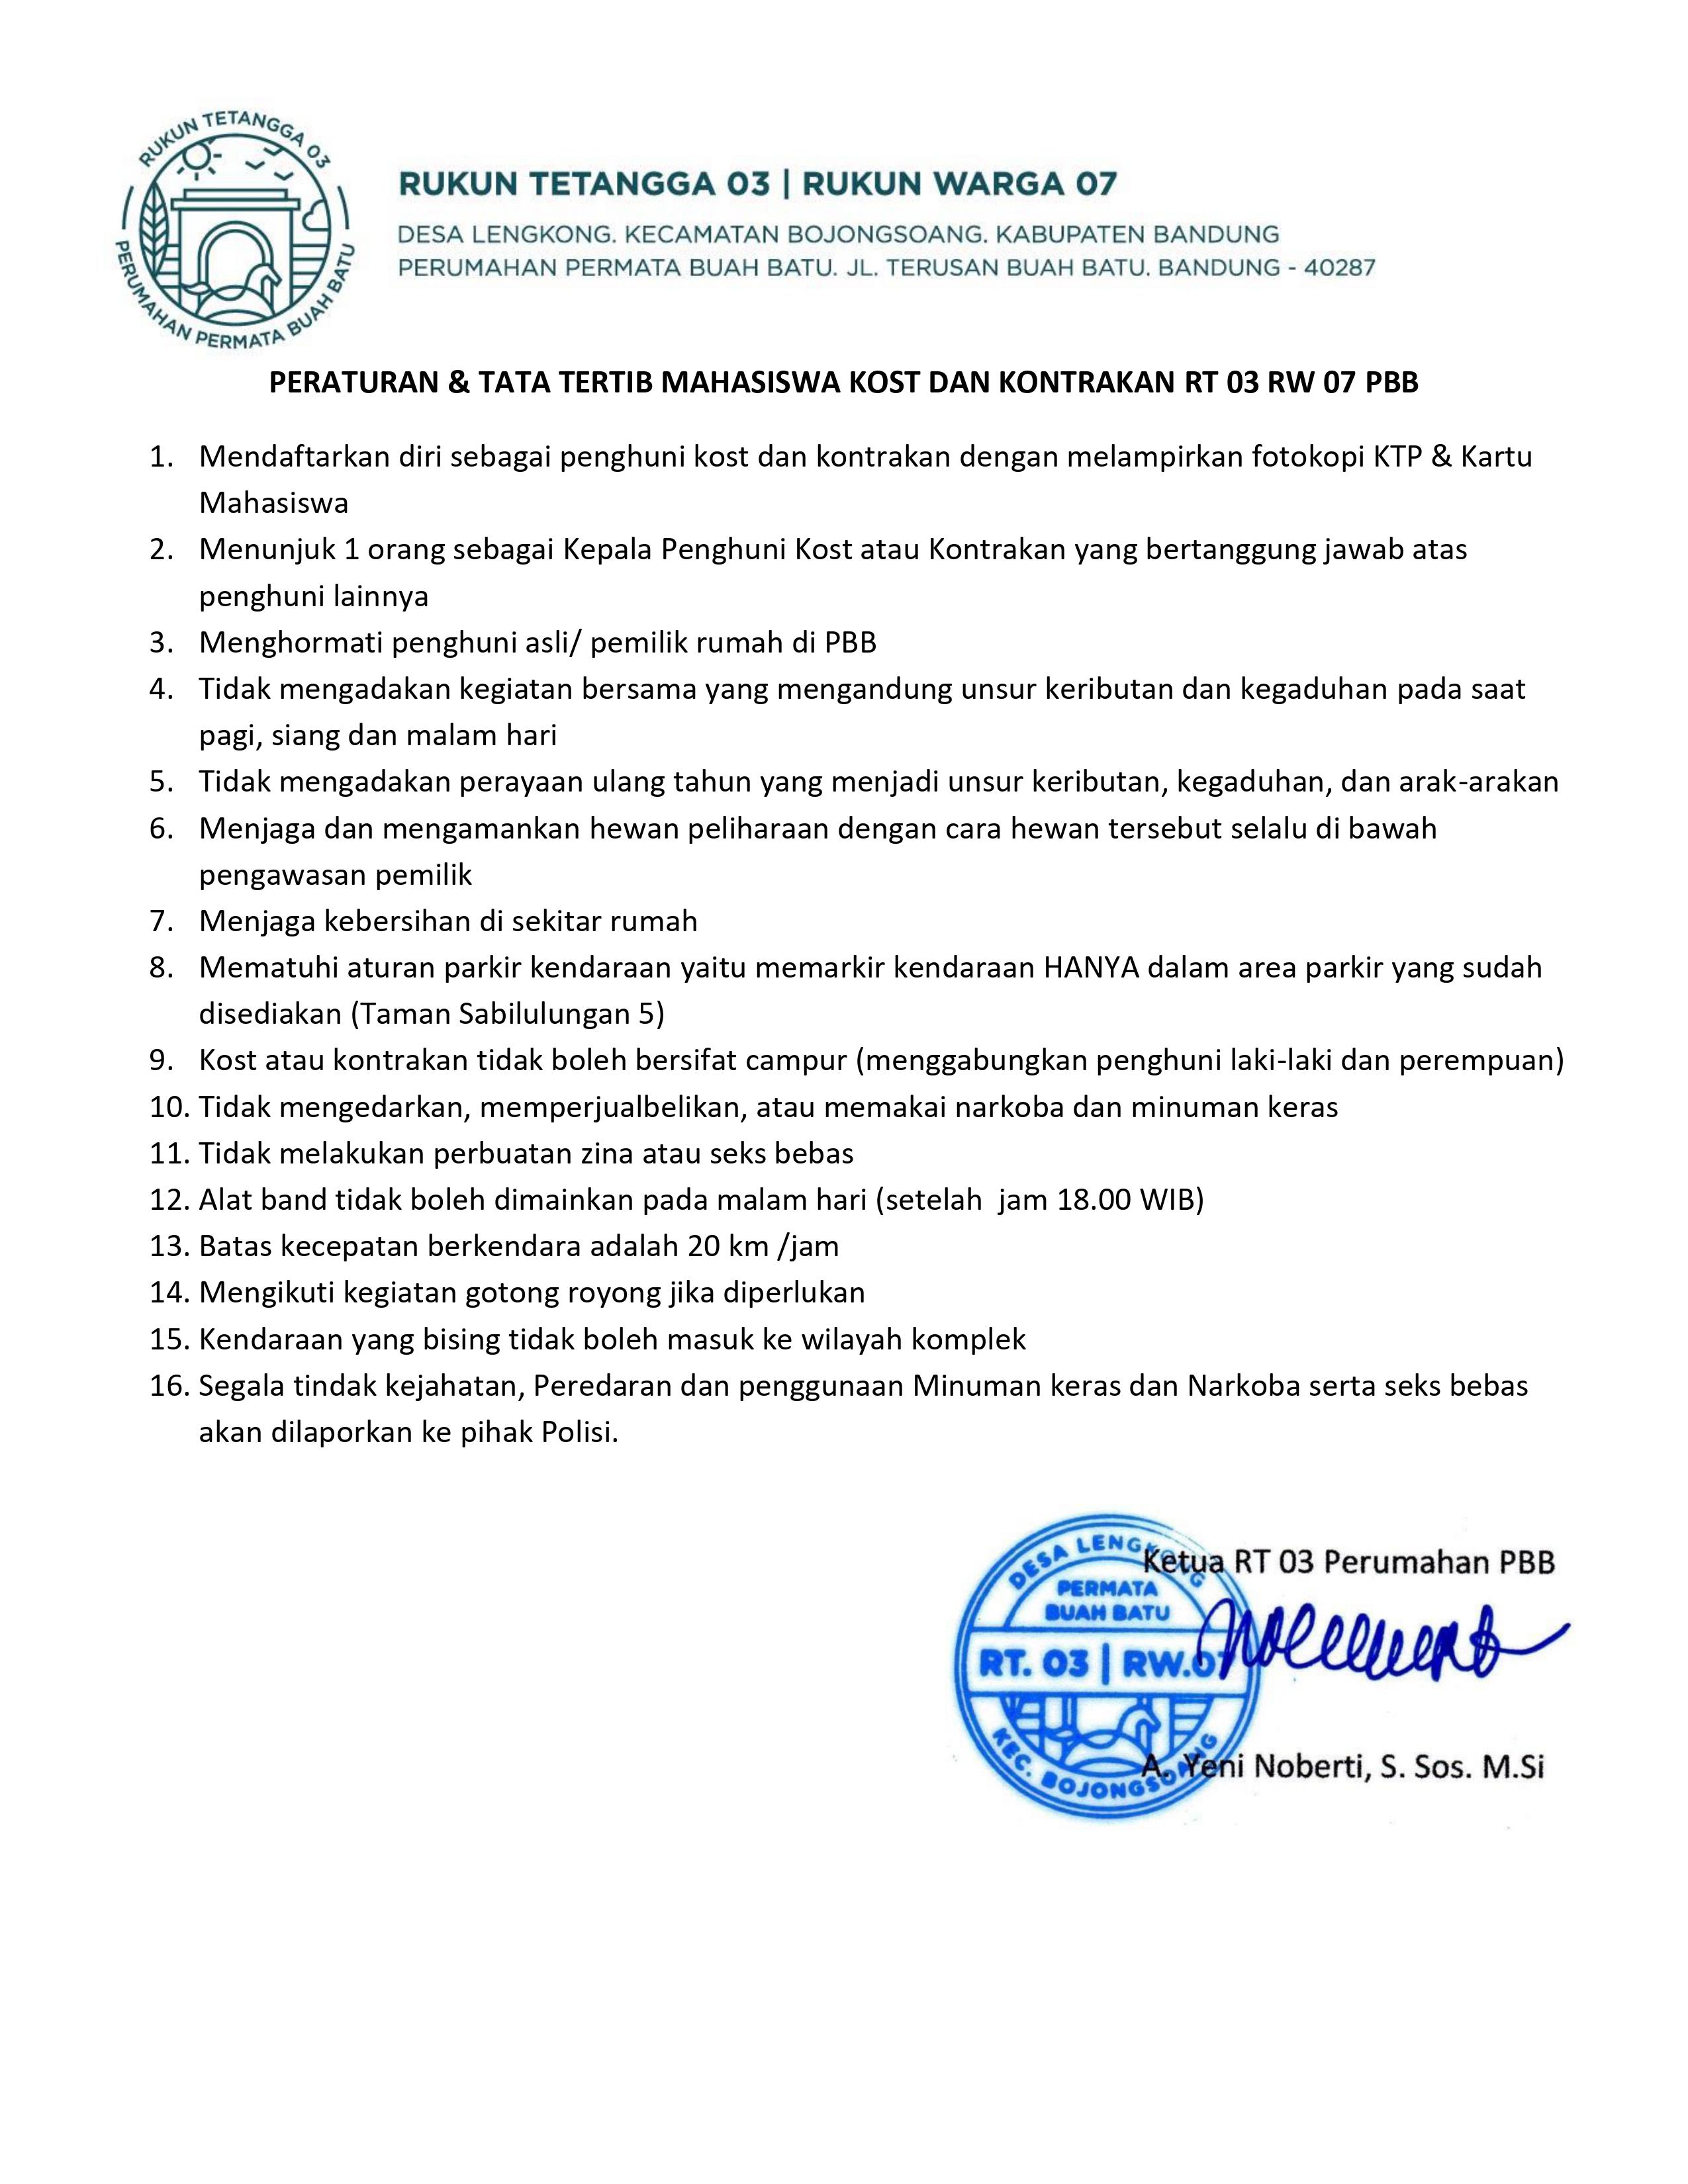 RUKUN TETANGGA 03
PERUMAHAN PERMATA BUAH BATU
RUKUN TETANGGA 03 | RUKUN WARGA 07
DESA LENGKONG. KECAMATAN BOJONGSOANG. KABUPATEN BANDUNG
PERUMAHAN PERMATA BUAH BATU. JL. TERUSAN BUAH BATU. BANDUNG - 40287
PERATURAN & TATA TERTIB MAHASISWA KOST DAN KONTRAKAN RT 03 RW 07 PBB
1. Mendaftarkan diri sebagai penghuni kost dan kontrakan dengan melampirkan fotokopi KTP & Kartu
Mahasiswa
2. Menunjuk 1 orang sebagai Kepala Penghuni Kost atau Kontrakan yang bertanggung jawab atas
penghuni lainnya
3. Menghormati penghuni asli/ pemilik rumah di PBB
4. Tidak mengadakan kegiatan bersama yang mengandung unsur keributan dan kegaduhan pada saat
pagi, siang dan malam hari
5. Tidak mengadakan perayaan ulang tahun yang menjadi unsur keributan, kegaduhan, dan arak-arakan
6. Menjaga dan mengamankan hewan peliharaan dengan cara hewan tersebut selalu di bawah
pengawasan pemilik
7. Menjaga kebersihan di sekitar rumah
8. Mematuhi aturan parkir kendaraan yaitu memarkir kendaraan HANYA dalam area parkir yang sudah
disediakan (Taman Sabilulungan 5)
9. Kost atau kontrakan tidak boleh bersifat campur (menggabungkan penghuni laki-laki dan perempuan)
10. Tidak mengedarkan, memperjualbelikan, atau memakai narkoba dan minuman keras
11. Tidak melakukan perbuatan zina atau seks bebas
12. Alat band tidak boleh dimainkan pada malam hari (setelah  jam 18.00 WIB)
13. Batas kecepatan berkendara adalah 20 km /jam
14. Mengikuti kegiatan gotong royong jika diperlukan
15. Kendaraan yang bising tidak boleh masuk ke wilayah komplek
16. Segala tindak kejahatan, Peredaran dan penggunaan Minuman keras dan Narkoba serta seks bebas
akan dilaporkan ke pihak Polisi.
Ketua RT 03 Perumahan PBB
DESA LENGKONG
PERMATA
BUAH BATU
RT. 03 | RW.07
KEC. BOJONGSOANG
A. Yeni Noberti, S. Sos. M.Si